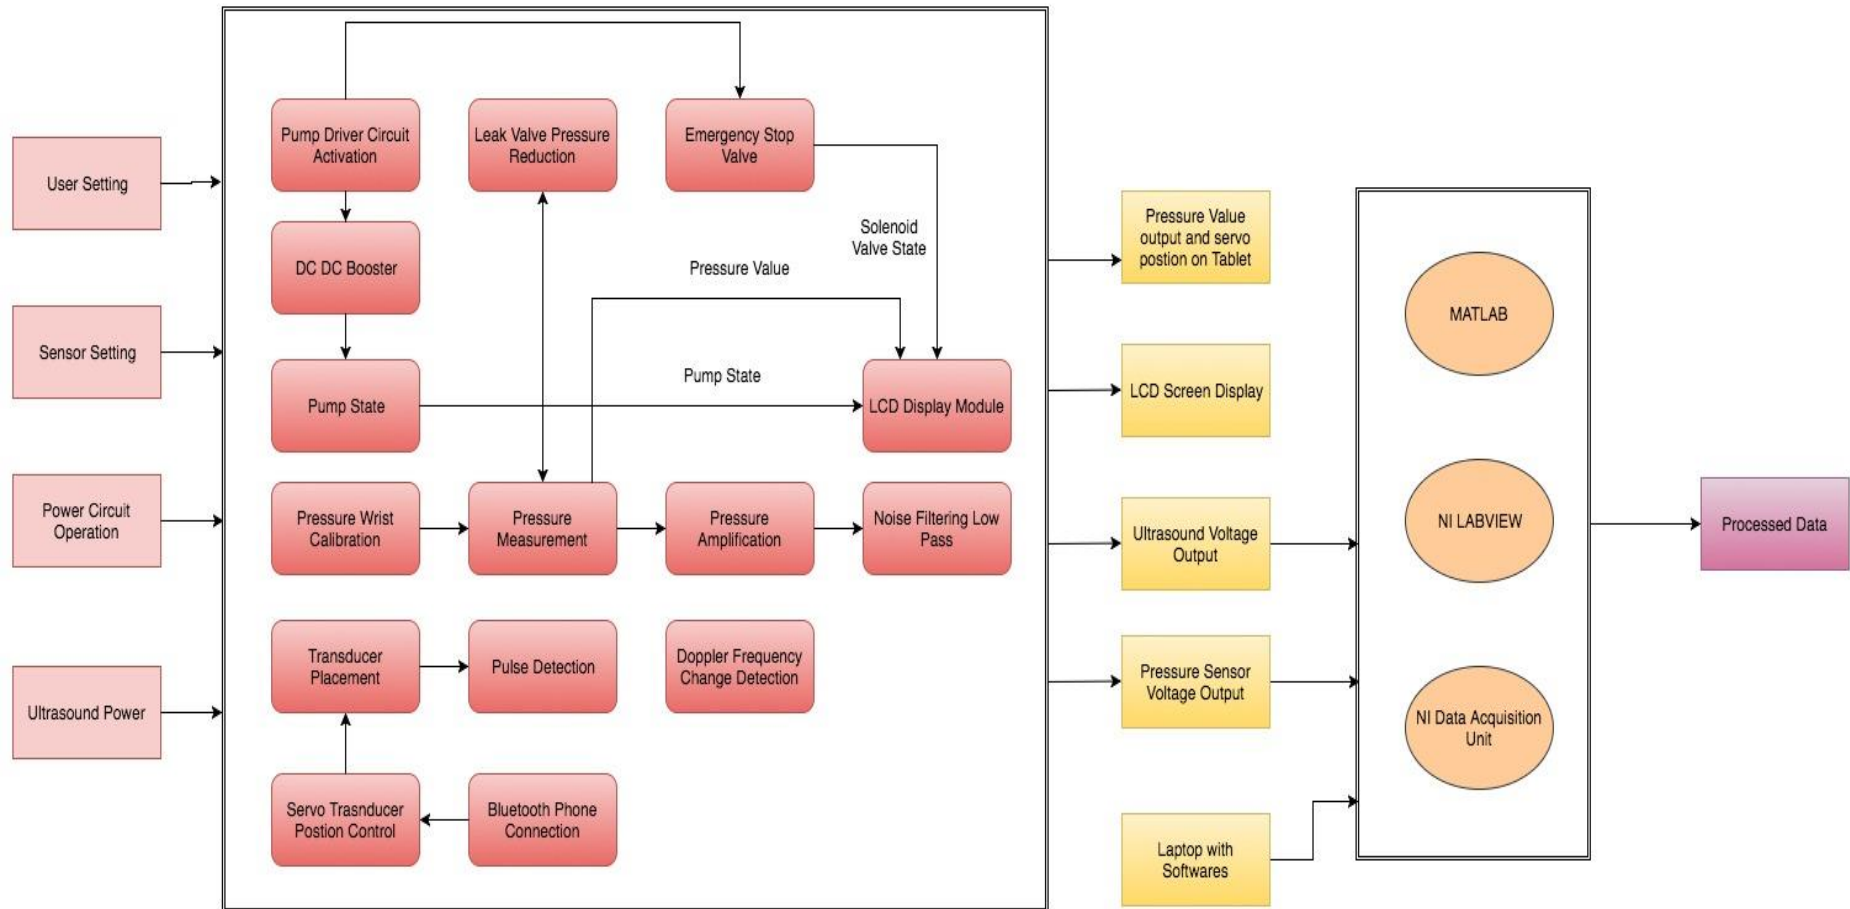 User Setting
Sensor Setting
Power Circuit
Operation
Ultrasound Power
Pump Driver Circuit
Activation
Leak Valve Pressure
Reduction
Emergency Stop
Valve
DC DC Booster
Solenoid
Valve State
Pressure Value
Pump State
Pump State
LCD Display Module
Pressure Wrist
Calibration
Pressure
Measurement
Pressure
Amplification
Noise Filtering Low
Pass
Transducer
Placement
Pulse Detection
Doppler Frequency
Change Detection
Servo Trasnducer
Postion Control
Bluetooth Phone
Connection
Pressure Value
output and servo
postion on Tablet
LCD Screen Display
Ultrasound Voltage
Output
Pressure Sensor
Voltage Output
Laptop with
Softwares
MATLAB
NI LABVIEW
NI Data Acquisition
Unit
Processed Data